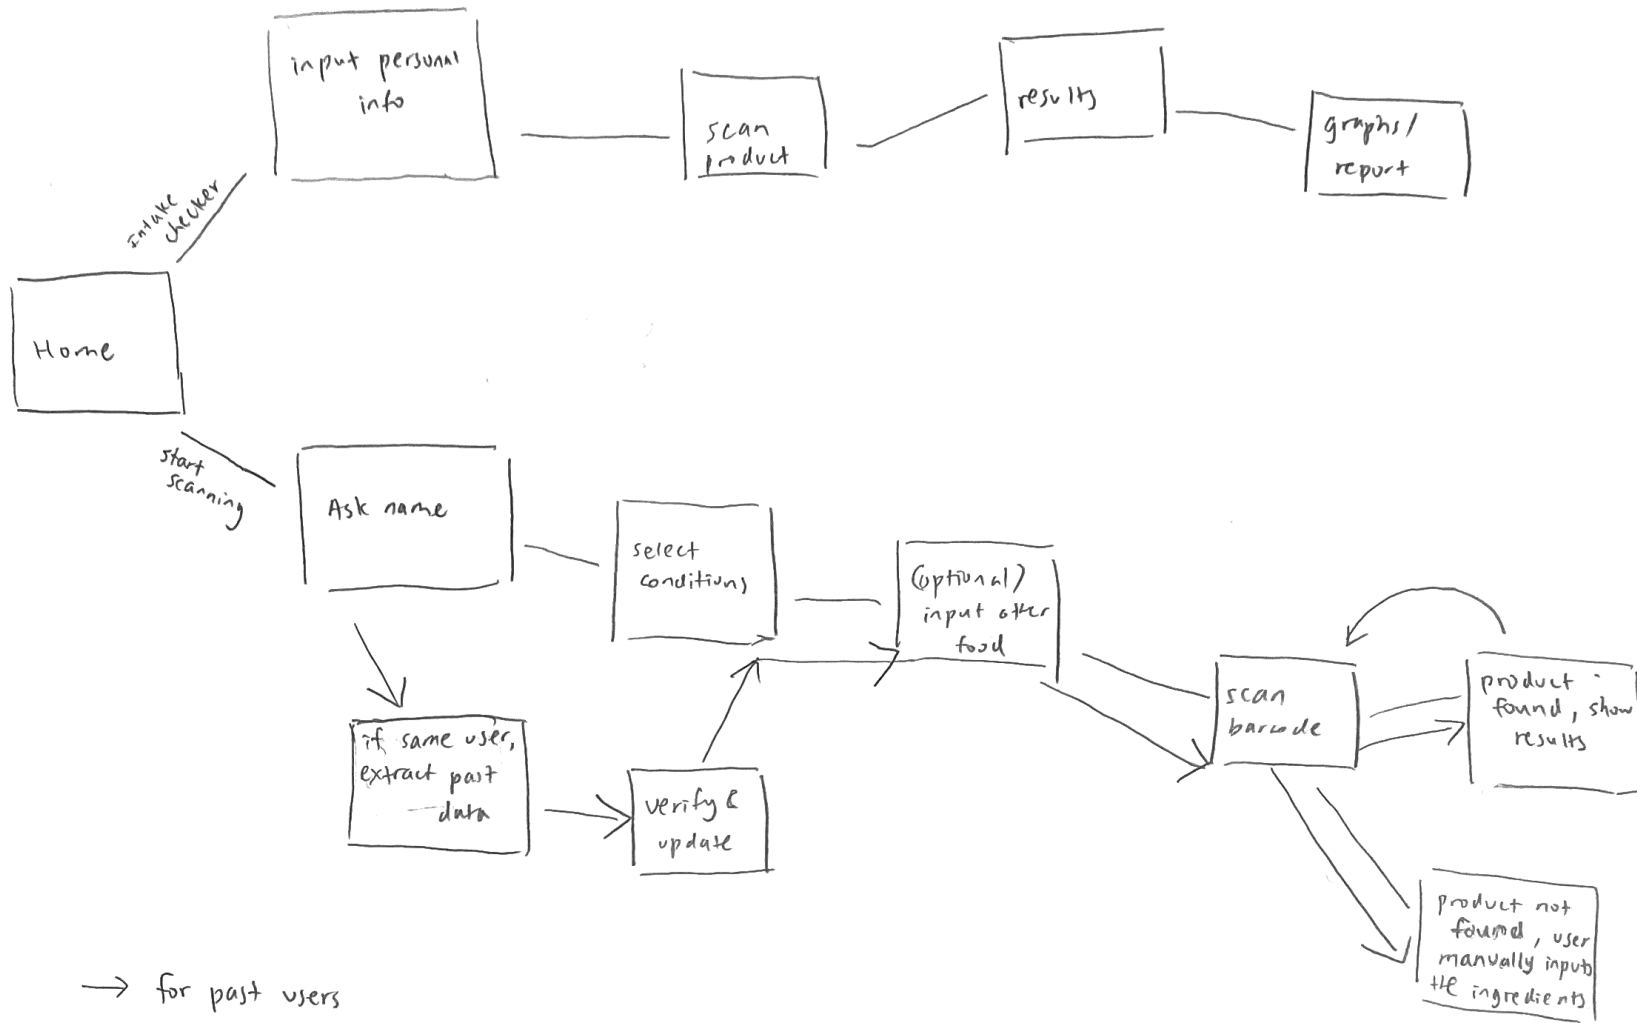 input personal
info
scan
product
results
graphs/
report
Intake
checker
Home
start
scanning
Ask name
select
conditions
(optional)
input other
food
scan
barcode
product
found, show
results
if same user,
extract past
data
verify &
update
product not
found, user
manually inputs
the ingredients
→ for past users